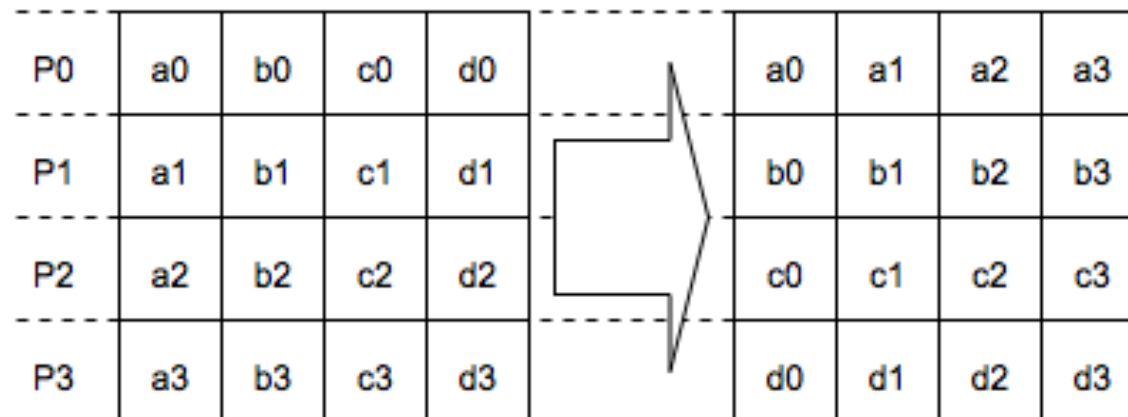 P0 a0 b0 c0 d0 a0 a1 a2 a3
P1 a1 b1 c1 d1 b0 b1 b2 b3
P2 a2 b2 c2 d2 c0 c1 c2 c3
P3 a3 b3 c3 d3 d0 d1 d2 d3